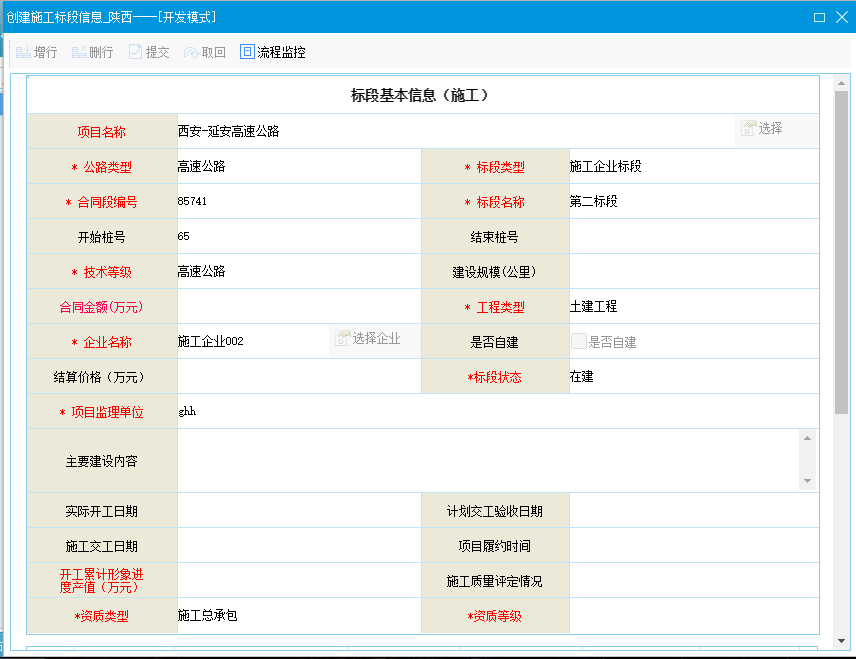 创建施工标段信息_陕西——[开发模式]
增行 删行 提交 取回 流程监控
标段基本信息（施工）
项目名称 西安-延安高速公路 选择
* 公路类型 高速公路 * 标段类型 施工企业标段
* 合同段编号 85741 * 标段名称 第二标段
开始桩号 65 结束桩号
* 技术等级 高速公路 建设规模(公里)
合同金额(万元) * 工程类型 土建工程
* 企业名称 施工企业002 选择企业 是否自建 是否自建
结算价格（万元） *标段状态 在建
* 项目监理单位 ghh
主要建设内容
实际开工日期 计划交工验收日期
施工交工日期 项目履约时间
开工累计形象进
度产值（万元） 施工质量评定情况
*资质类型 施工总承包 *资质等级